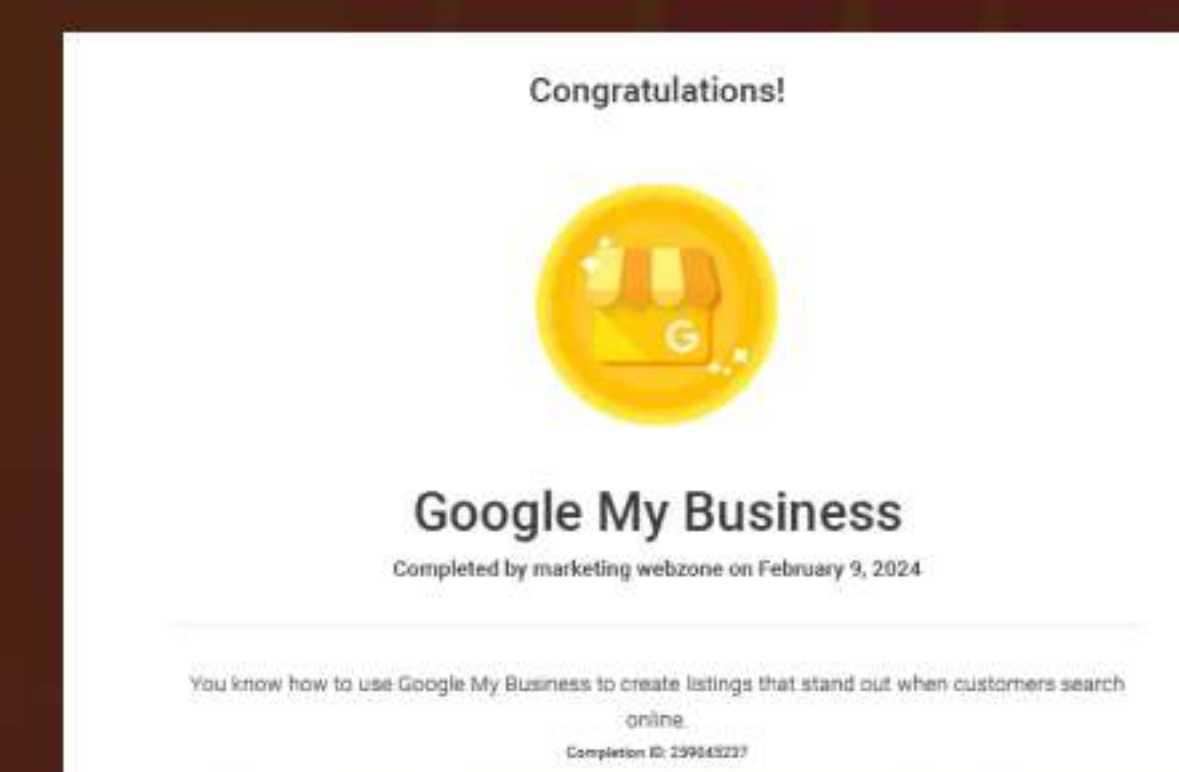 Congratulations!
G
Google My Business
Completed by marketing webzone on February 9, 2024
You know how to use Google My Business to create listings that stand out when customers search
online.
Completion ID: